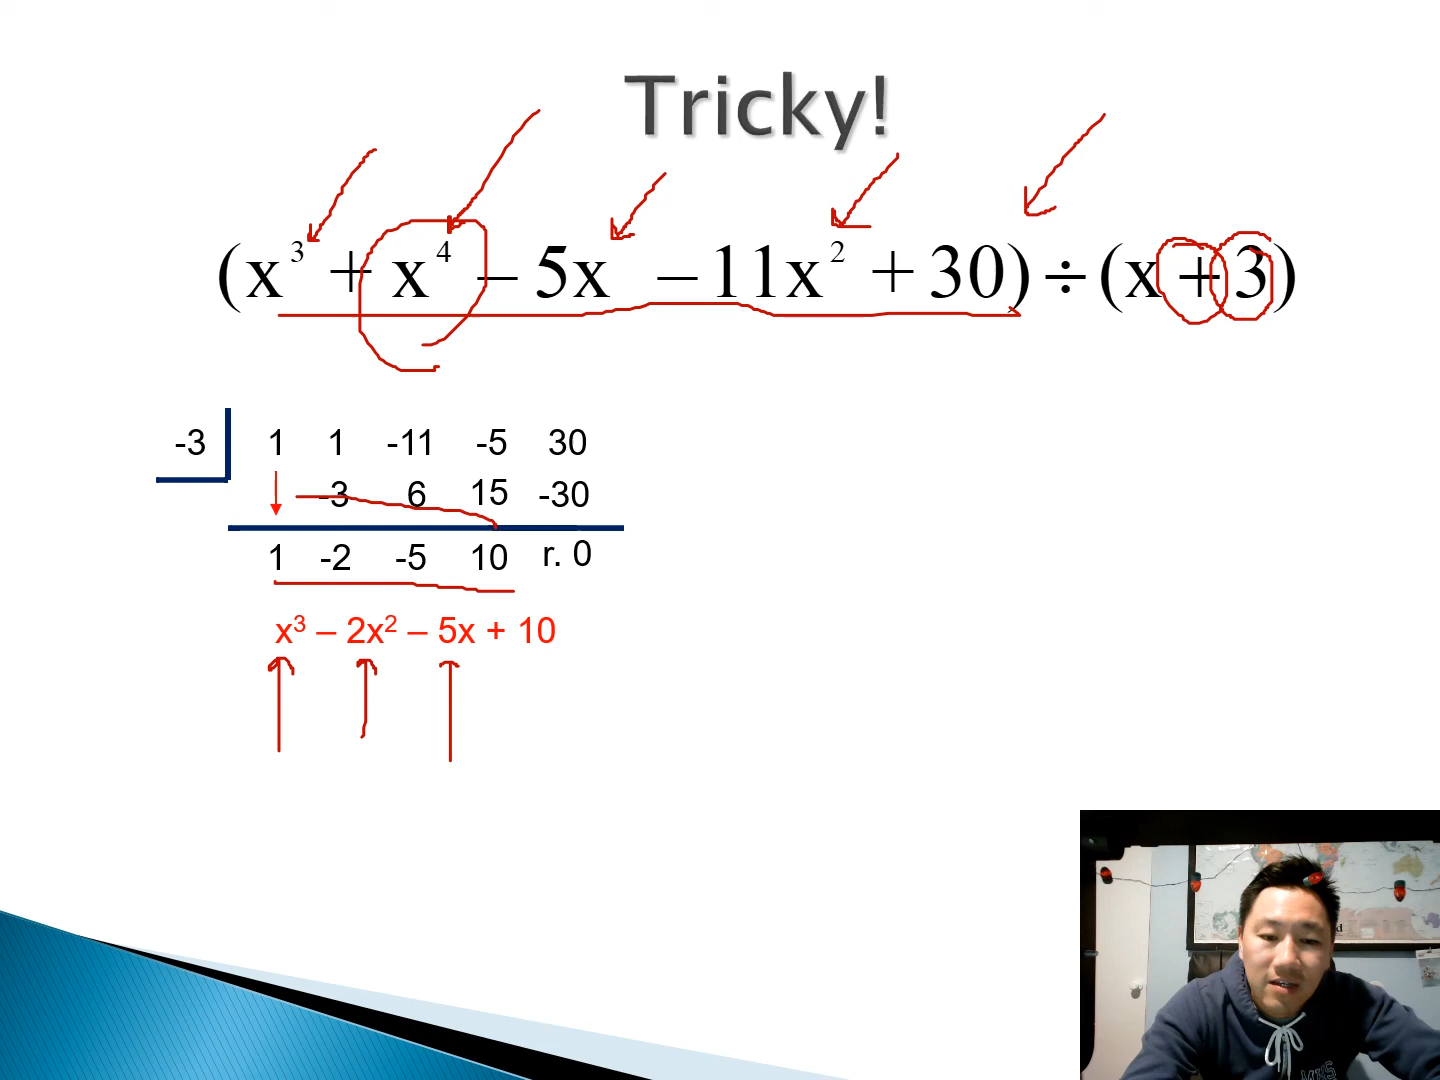 Tricky!
(x³ + x⁴ – 5x – 11x² + 30) ÷ (x + 3)
-3 1 1 -11 -5 30
-3 6 15 -30
1 -2 -5 10 r. 0
x³ – 2x² – 5x + 10